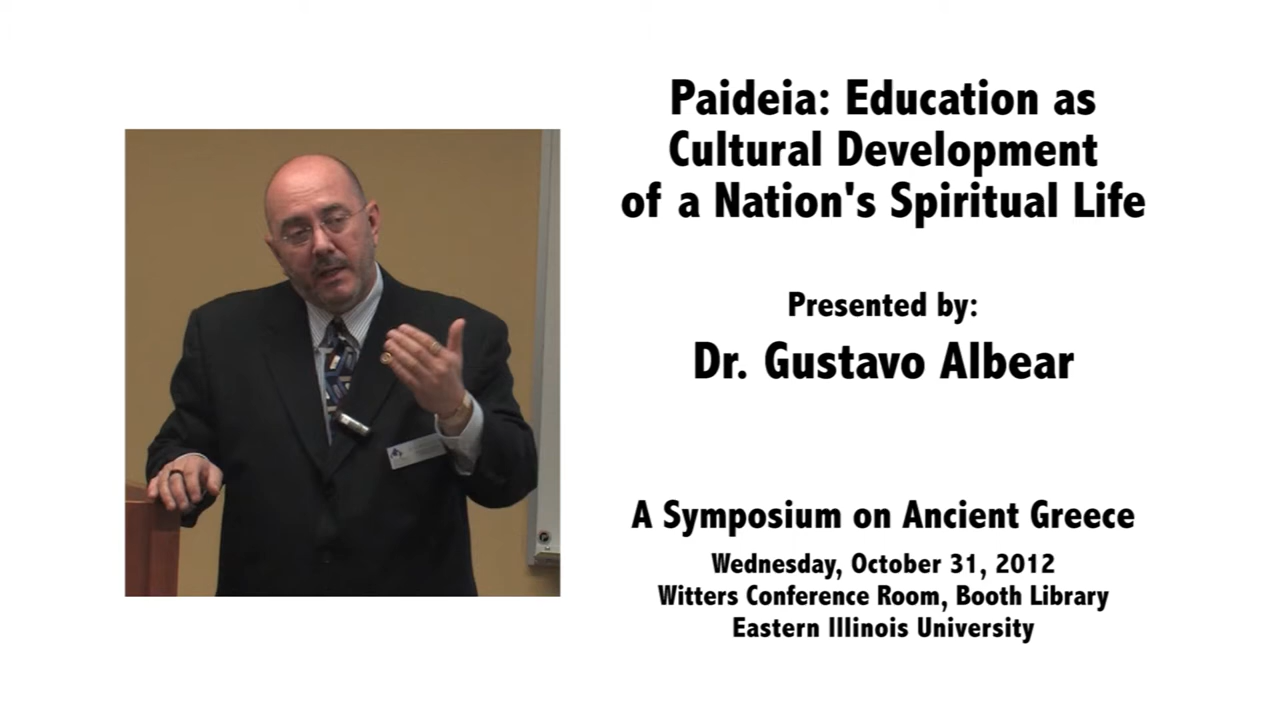 Paideia: Education as
Cultural Development
of a Nation's Spiritual Life
Presented by:
Dr. Gustavo Albear
A Symposium on Ancient Greece
Wednesday, October 31, 2012
Witters Conference Room, Booth Library
Eastern Illinois University